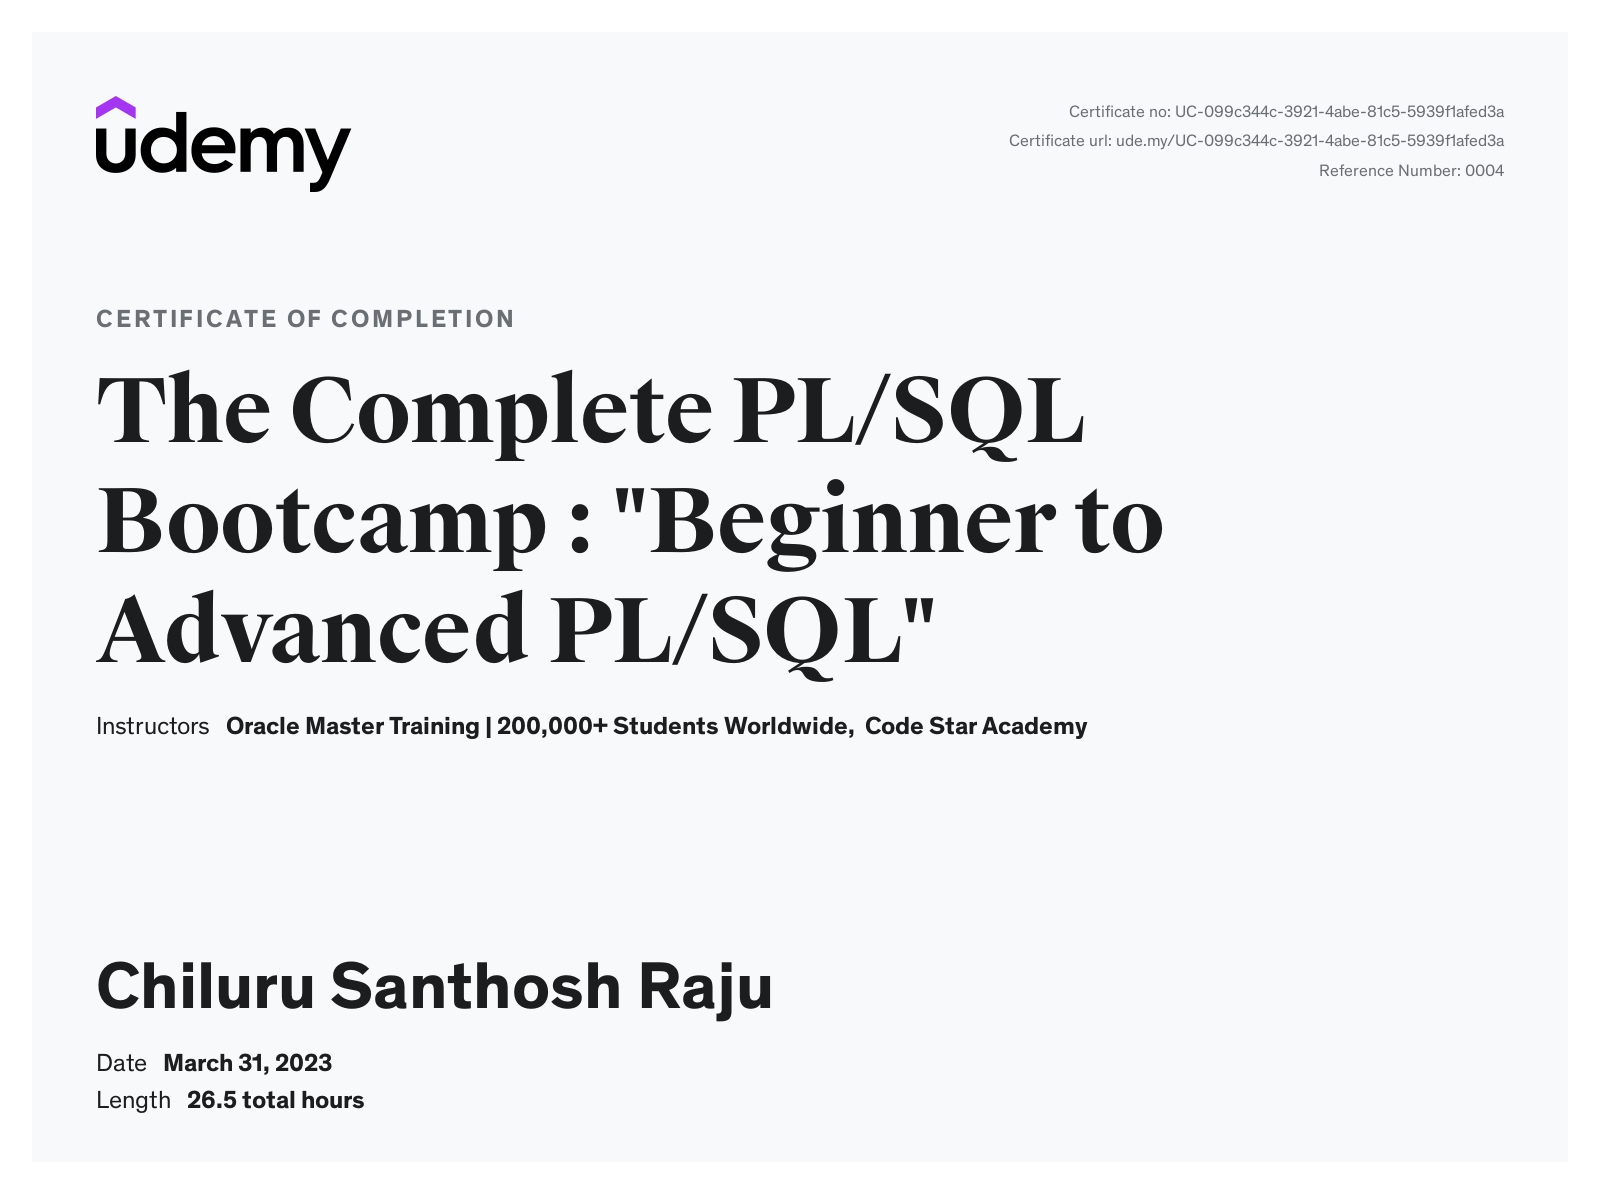 udemy
Certificate no: UC-099c344c-3921-4abe-81c5-5939f1afed3a
Certificate url: ude.my/UC-099c344c-3921-4abe-81c5-5939f1afed3a
Reference Number: 0004
CERTIFICATE OF COMPLETION
The Complete PL/SQL
Bootcamp : "Beginner to
Advanced PL/SQL"
Instructors Oracle Master Training | 200,000+ Students Worldwide, Code Star Academy
Chiluru Santhosh Raju
Date March 31, 2023
Length 26.5 total hours